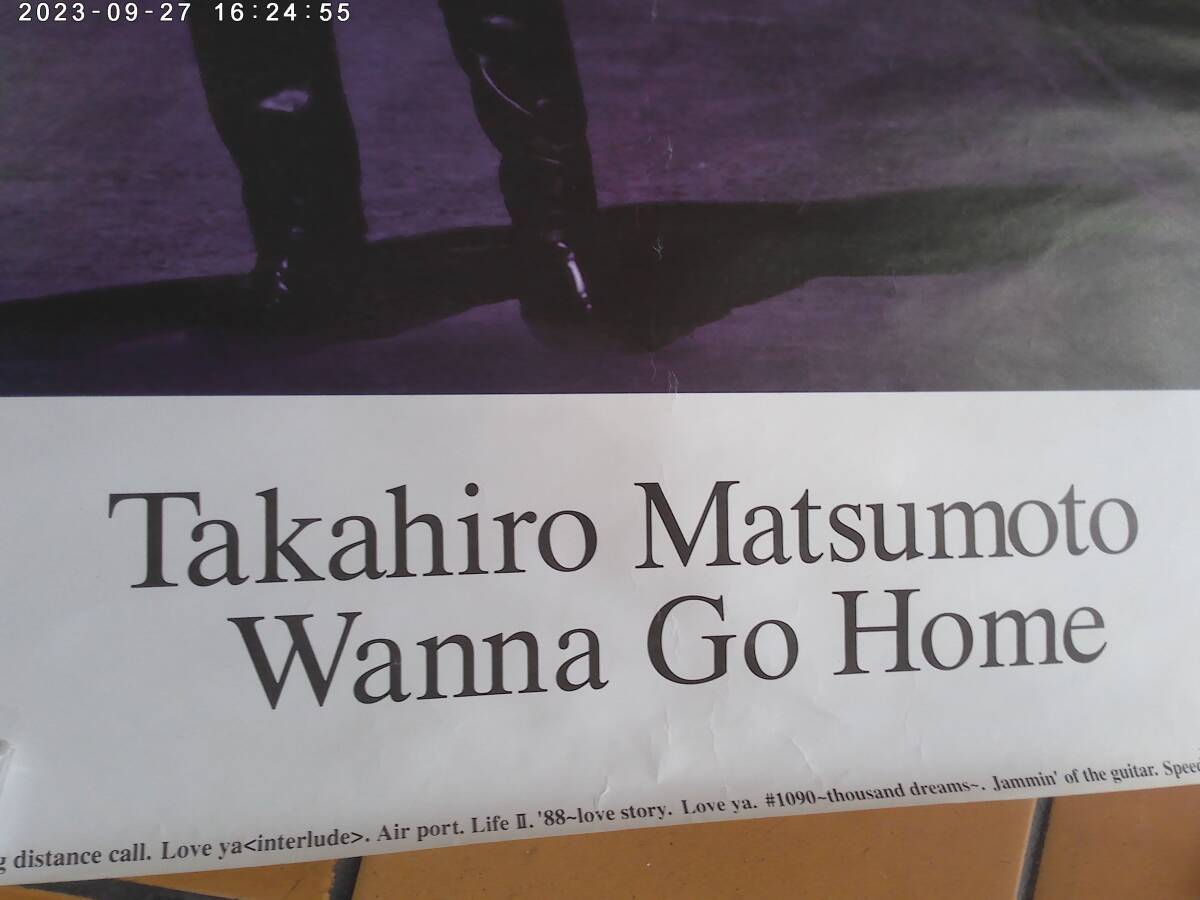 2023-09-27 16:24:55
Takahiro Matsumoto
Wanna Go Home
distance call. Love ya<interlude>. Air port. Life Ⅱ. '88~love story. Love ya. #1090~thousand dreams~. Jammin' of the guitar.